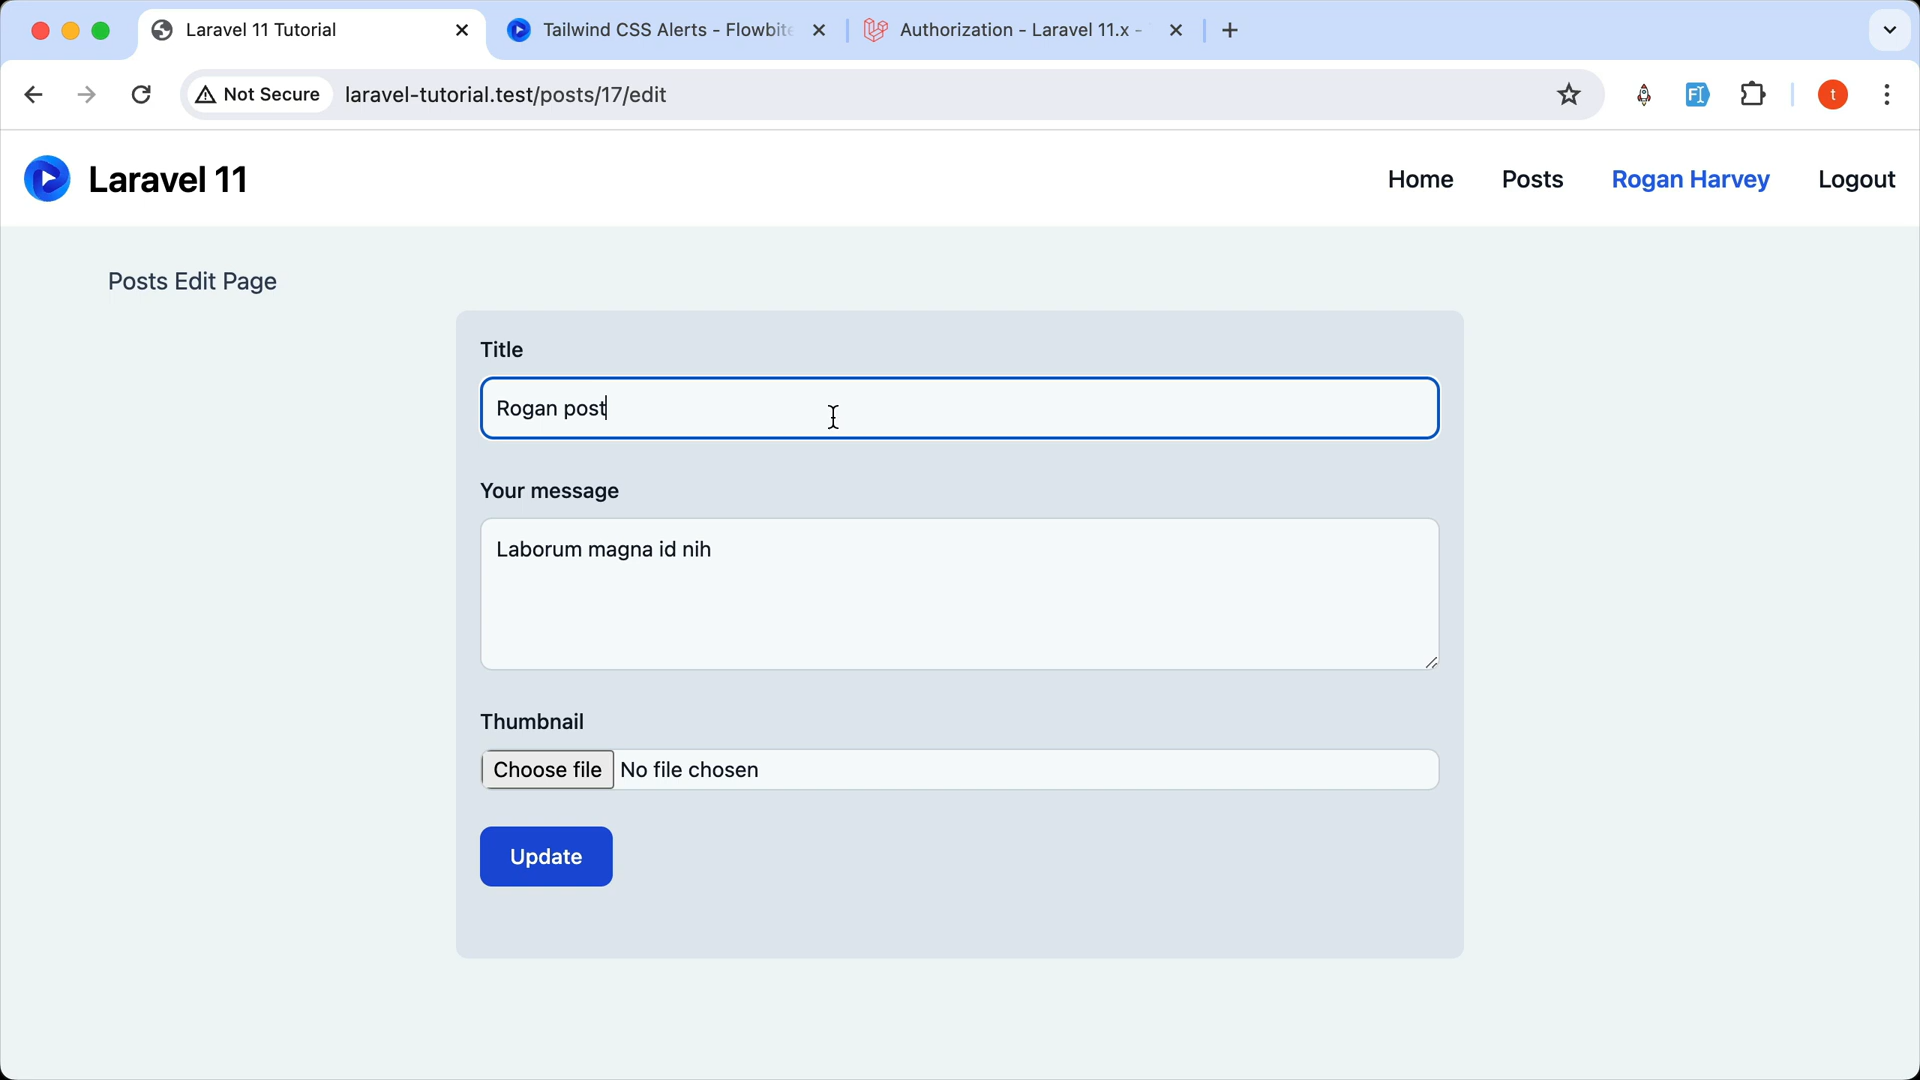 Laravel 11 Tutorial
Tailwind CSS Alerts - Flowbite
Authorization - Laravel 11.x -
Not Secure
laravel-tutorial.test/posts/17/edit
FI
t
Laravel 11
Home
Posts
Rogan Harvey
Logout
Posts Edit Page
Title
Rogan post
Your message
Laborum magna id nih
Thumbnail
Choose file No file chosen
Update